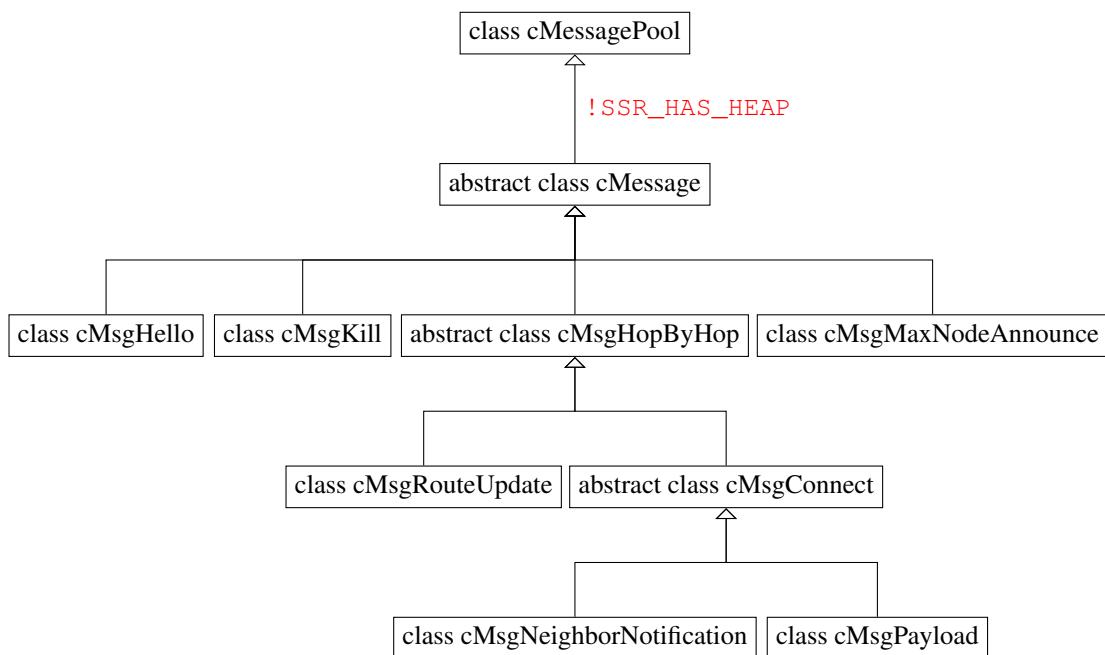 class cMessagePool
!SSR_HAS_HEAP
abstract class cMessage
class cMsgHello
class cMsgKill
abstract class cMsgHopByHop
class cMsgMaxNodeAnnounce
class cMsgRouteUpdate
abstract class cMsgConnect
class cMsgNeighborNotification
class cMsgPayload